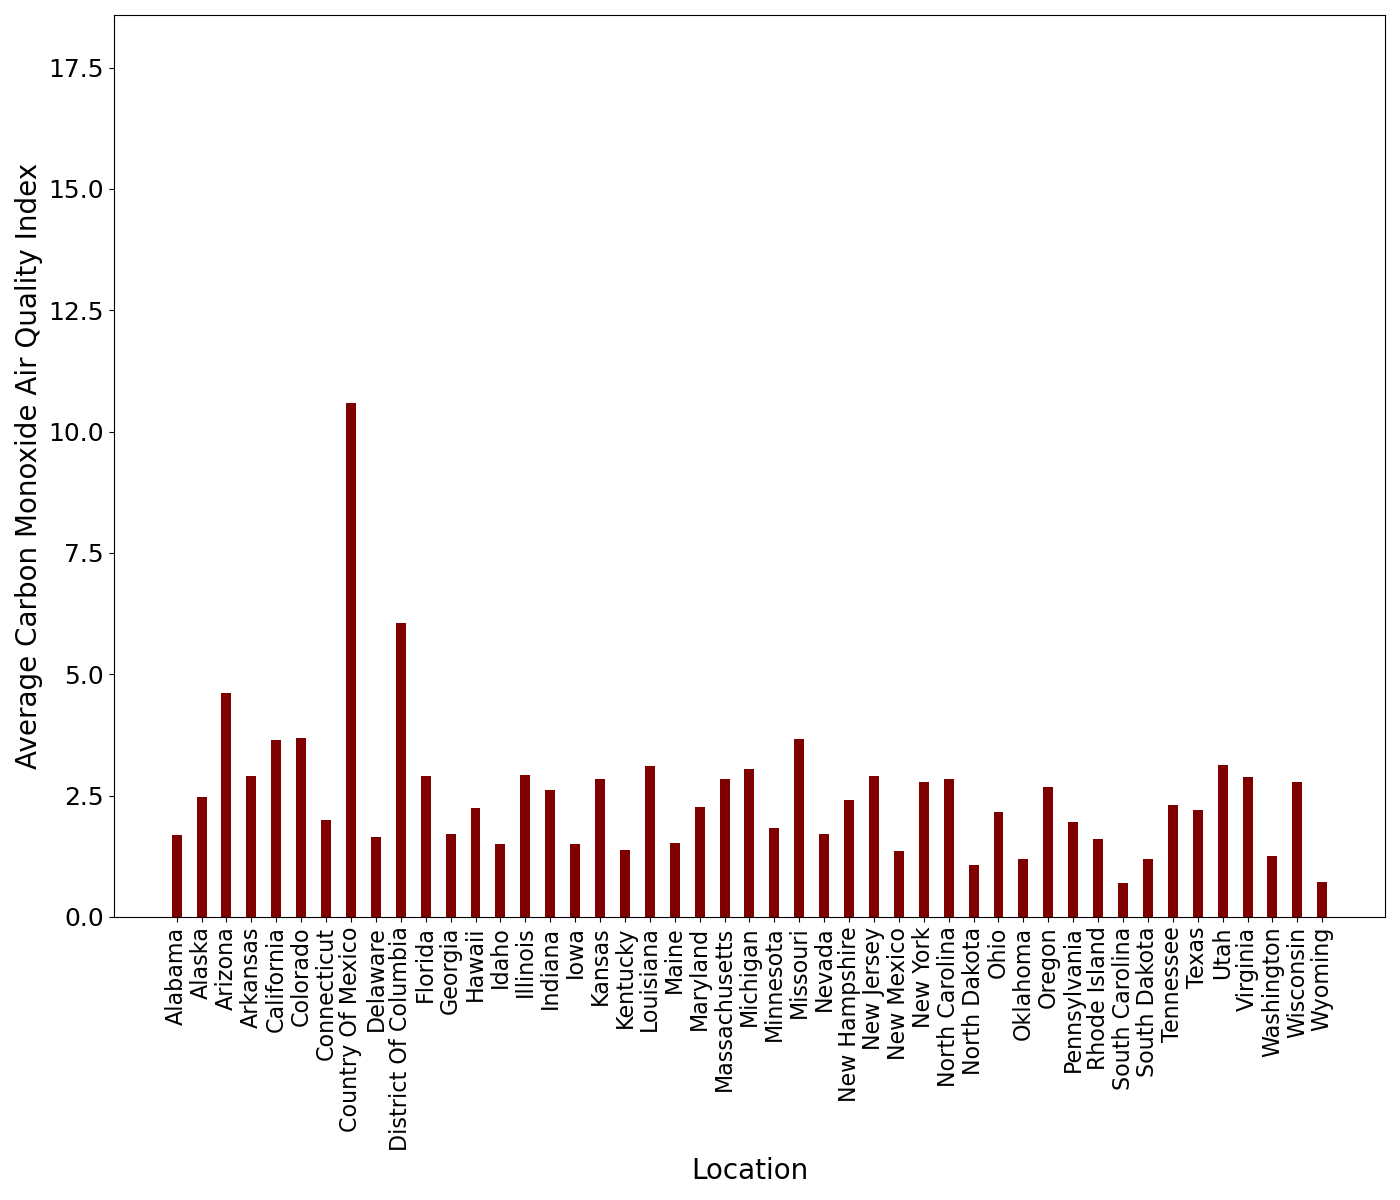 Average Carbon Monoxide Air Quality Index
17.5
15.0
12.5
10.0
7.5
5.0
2.5
0.0
Alabama
Alaska
Arizona
Arkansas
California
Colorado
Connecticut
Country Of Mexico
Delaware
District Of Columbia
Florida
Georgia
Hawaii
Idaho
Illinois
Indiana
Iowa
Kansas
Kentucky
Louisiana
Maine
Maryland
Massachusetts
Michigan
Minnesota
Missouri
Nevada
New Hampshire
New Jersey
New Mexico
New York
North Carolina
North Dakota
Ohio
Oklahoma
Oregon
Pennsylvania
Rhode Island
South Carolina
South Dakota
Tennessee
Texas
Utah
Virginia
Washington
Wisconsin
Wyoming
Location